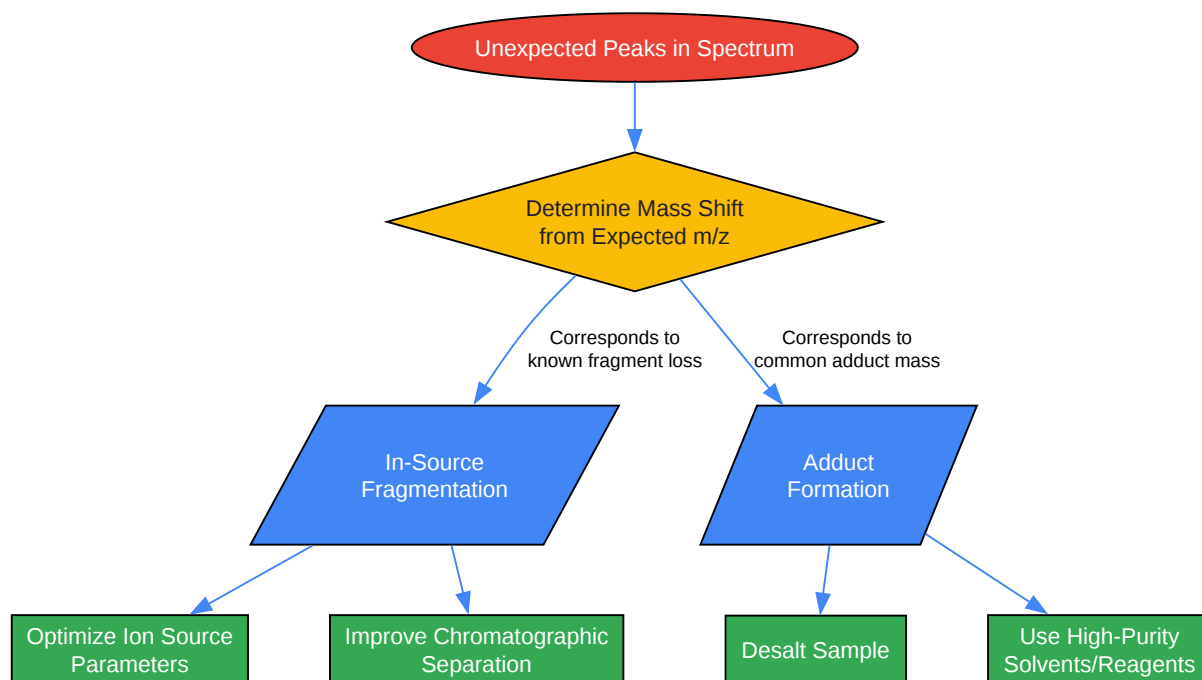 Unexpected Peaks in Spectrum
Determine Mass Shift
from Expected m/z
Corresponds to
known fragment loss
Corresponds to
common adduct mass
In-Source
Fragmentation
Adduct
Formation
Optimize Ion Source
Parameters
Improve Chromatographic
Separation
Desalt Sample
Use High-Purity
Solvents/Reagents